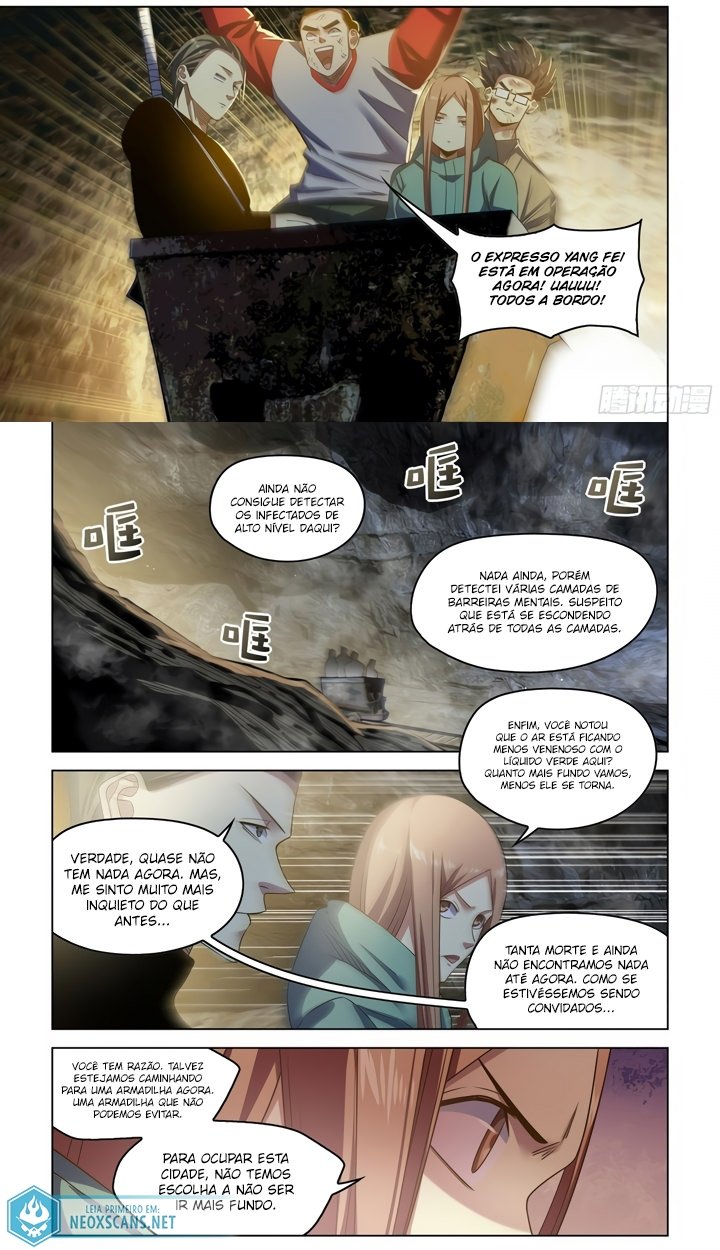 O EXPRESSO YANG FEI
ESTÁ EM OPERAÇÃO
AGORA! UAUUU!
TODOS A BORDO!
腾讯动漫
哐
哐
哐
哐
AINDA NÃO
CONSIGUE DETECTAR
OS INFECTADOS DE
ALTO NÍVEL DAQUI?
NADA AINDA, PORÉM
DETECTEI VÁRIAS CAMADAS DE
BARREIRAS MENTAIS. SUSPEITO
QUE ESTÁ SE ESCONDENDO
ATRÁS DE TODAS AS CAMADAS.
ENFIM, VOCÊ NOTOU
QUE O AR ESTÁ FICANDO
MENOS VENENOSO COM O
LÍQUIDO VERDE AQUI?
QUANTO MAIS FUNDO VAMOS,
MENOS ELE SE TORNA.
VERDADE, QUASE NÃO
TEM NADA AGORA. MAS,
ME SINTO MUITO MAIS
INQUIETO DO QUE
ANTES...
TANTA MORTE E AINDA
NÃO ENCONTRAMOS NADA
ATÉ AGORA. COMO SE
ESTIVÉSSEMOS SENDO
CONVIDADOS...
VOCÊ TEM RAZÃO. TALVEZ
ESTEJAMOS CAMINHANDO
PARA UMA ARMADILHA AGORA.
UMA ARMADILHA QUE NÃO
PODEMOS EVITAR.
PARA OCUPAR ESTA
CIDADE, NÃO TEMOS
ESCOLHA A NÃO SER
IR MAIS FUNDO.
LEIA PRIMEIRO EM:
NEOXSCANS.NET